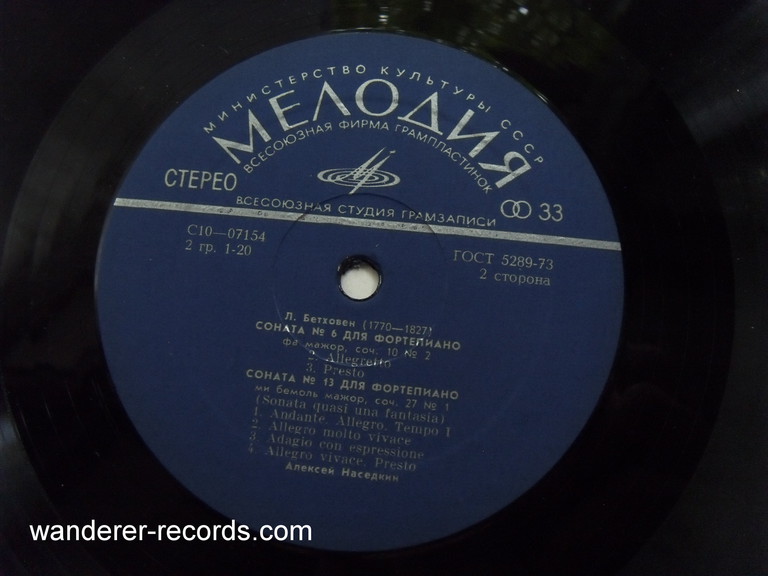 МИНИСТЕРСТВО КУЛЬТУРЫ СССР
МЕЛОДИЯ
ВСЕСОЮЗНАЯ ФИРМА ГРАМПЛАСТИНОК
СТЕРЕО
33
ВСЕСОЮЗНАЯ СТУДИЯ ГРАМЗАПИСИ
С10—07154
2 гр. 1-20
ГОСТ 5289-73
2 сторона
Л. Бетховен (1770—1827)
СОНАТА № 6 ДЛЯ ФОРТЕПИАНО
фа мажор, соч. 10 № 2
2. Allegretto
3. Presto
СОНАТА № 13 ДЛЯ ФОРТЕПИАНО
ми бемоль мажор, соч. 27 № 1
(Sonata quasi una fantasia)
1. Andante. Allegro. Tempo I
2. Allegro molto vivace
3 Adagio con espressione
4. Allegro vivace. Presto
Алексей Наседкин
wanderer-records.com